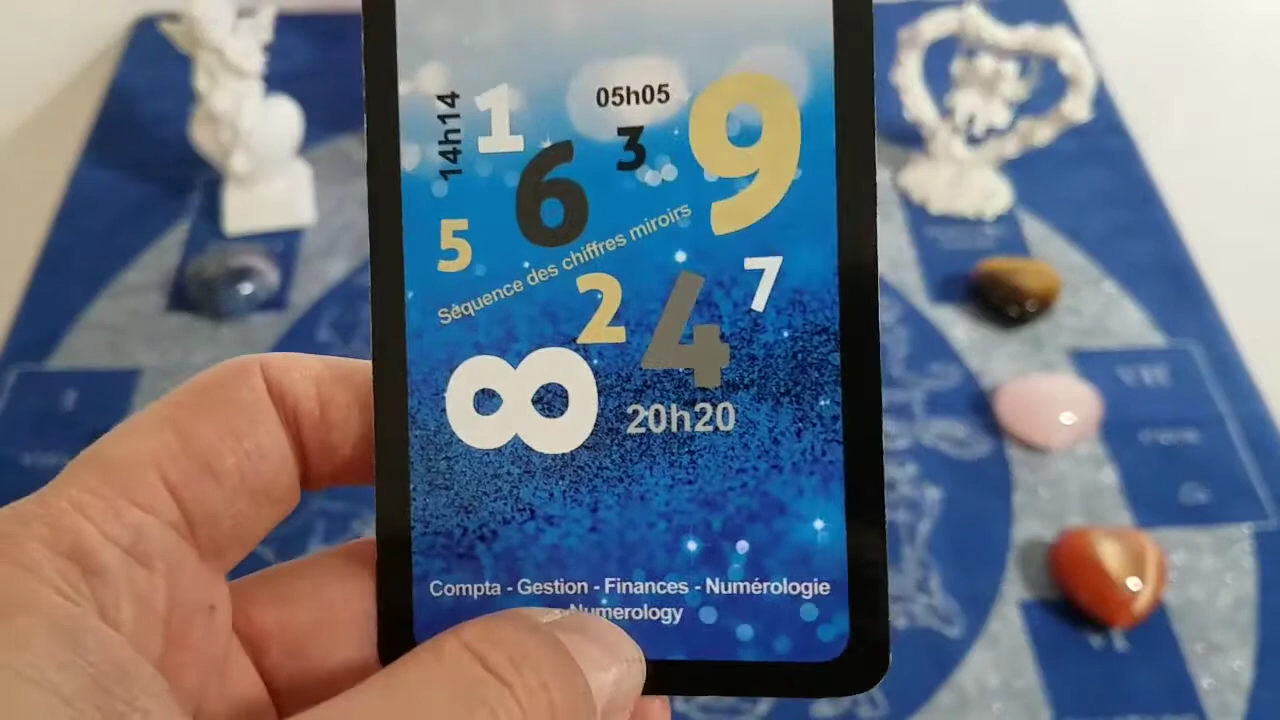 14h14
1
05h05
9
6
3
5
Séquence des chiffres miroirs
2
4
7
8
20h20
Compta - Gestion - Finances - Numérologie
Numerology
VIE